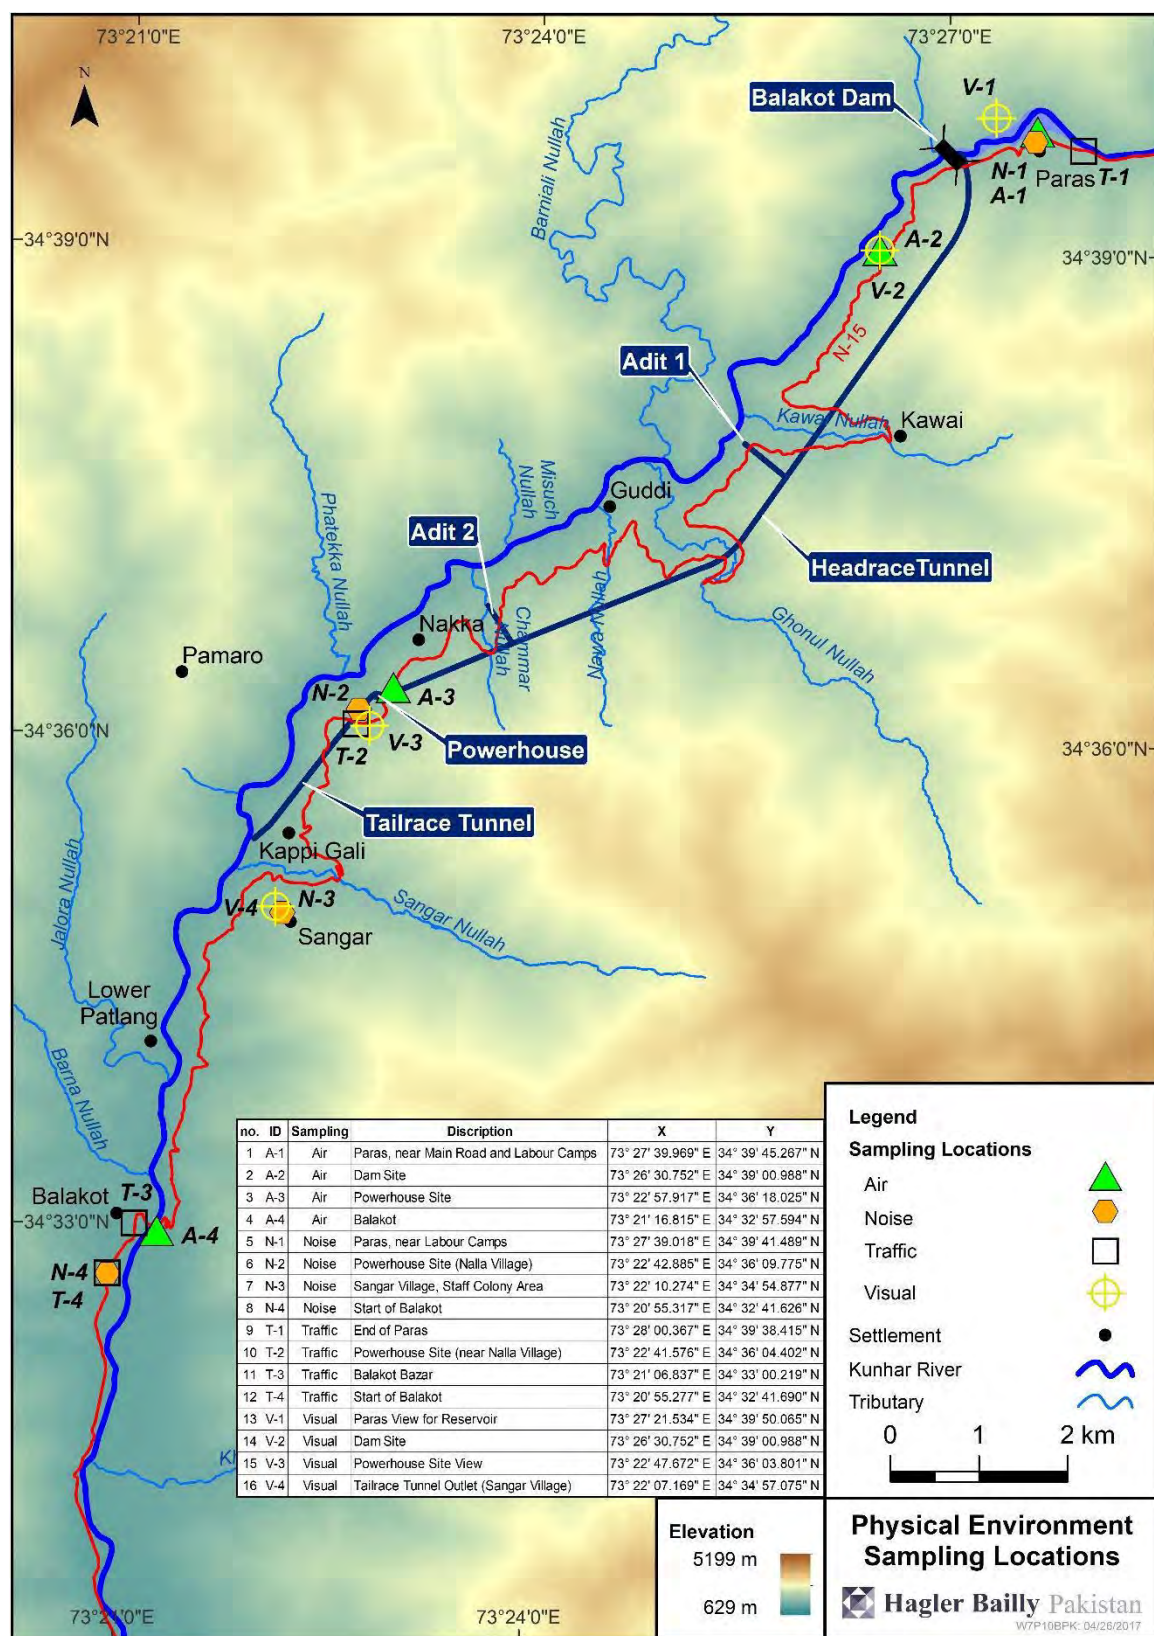 73°21'0"E
73°24'0"E
73°27'0"E
N
V-1
Balakot Dam
N-1
A-1
Paras
T-1
Barniali Nullah
34°39'0"N
34°39'0"N
A-2
V-2
N-15
Adit 1
Kawai Nullah
Kawai
Phatekka Nullah
Misuch
Nullah
Guddi
Adit 2
HeadraceTunnel
Nakka
Chammar
Nullah
Nawa Nullah
Ghonul Nullah
Pamaro
N-2
A-3
34°36'0"N
34°36'0"N
V-3
T-2
Powerhouse
Tailrace Tunnel
Kappi Gali
Jalora Nullah
V-4
N-3
Sangar
Sangar Nullah
Lower
Patlang
Barna Nullah
Balakot
T-3
34°33'0"N
A-4
N-4
T-4
Kh
no. ID Sampling Discription X Y
1 A-1 Air Paras, near Main Road and Labour Camps 73° 27' 39.969" E 34° 39' 45.267" N
2 A-2 Air Dam Site 73° 26' 30.752" E 34° 39' 00.988" N
3 A-3 Air Powerhouse Site 73° 22' 57.917" E 34° 36' 18.025" N
4 A-4 Air Balakot 73° 21' 16.815" E 34° 32' 57.594" N
5 N-1 Noise Paras, near Labour Camps 73° 27' 39.018" E 34° 39' 41.489" N
6 N-2 Noise Powerhouse Site (Nalla Village) 73° 22' 42.885" E 34° 36' 09.775" N
7 N-3 Noise Sangar Village, Staff Colony Area 73° 22' 10.274" E 34° 34' 54.877" N
8 N-4 Noise Start of Balakot 73° 20' 55.317" E 34° 32' 41.626" N
9 T-1 Traffic End of Paras 73° 28' 00.367" E 34° 39' 38.415" N
10 T-2 Traffic Powerhouse Site (near Nalla Village) 73° 22' 41.576" E 34° 36' 04.402" N
11 T-3 Traffic Balakot Bazar 73° 21' 06.837" E 34° 33' 00.219" N
12 T-4 Traffic Start of Balakot 73° 20' 55.277" E 34° 32' 41.690" N
13 V-1 Visual Paras View for Reservoir 73° 27' 21.534" E 34° 39' 50.065" N
14 V-2 Visual Dam Site 73° 26' 30.752" E 34° 39' 00.988" N
15 V-3 Visual Powerhouse Site View 73° 22' 47.672" E 34° 36' 03.801" N
16 V-4 Visual Tailrace Tunnel Outlet (Sangar Village) 73° 22' 07.169" E 34° 34' 57.075" N
Legend
Sampling Locations
Air
Noise
Traffic
Visual
Settlement
Kunhar River
Tributary
0 1 2 km
Elevation
5199 m
629 m
Physical Environment
Sampling Locations
Hagler Bailly Pakistan
W7P10BPK: 04/26/2017
73°21'0"E
73°24'0"E